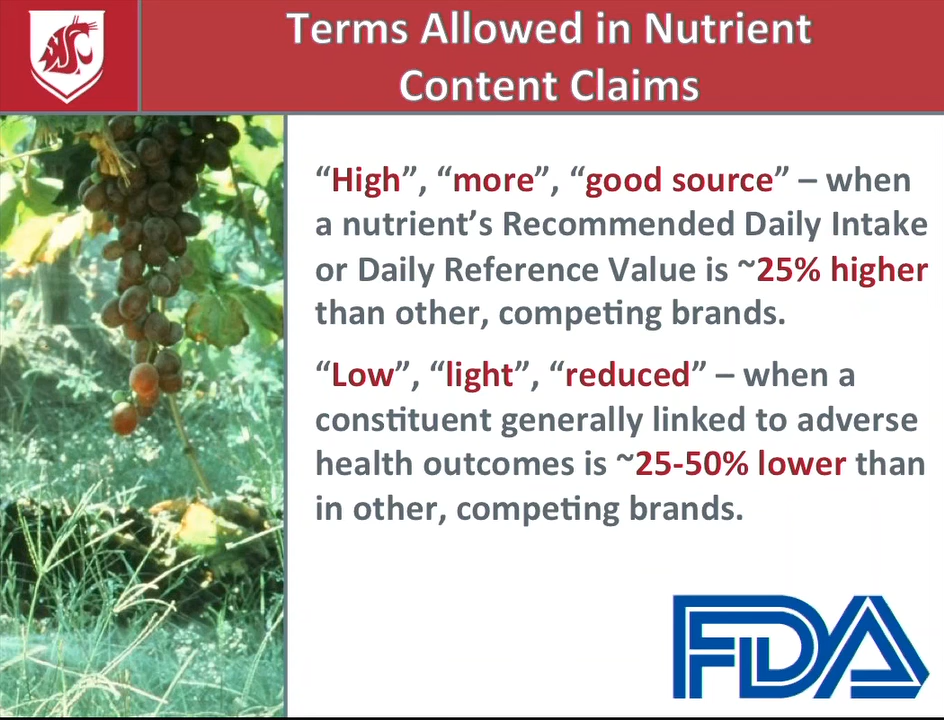 Terms Allowed in Nutrient
Content Claims
“High”, “more”, “good source” – when
a nutrient’s Recommended Daily Intake
or Daily Reference Value is ~25% higher
than other, competing brands.
“Low”, “light”, “reduced” – when a
constituent generally linked to adverse
health outcomes is ~25-50% lower than
in other, competing brands.
FDA